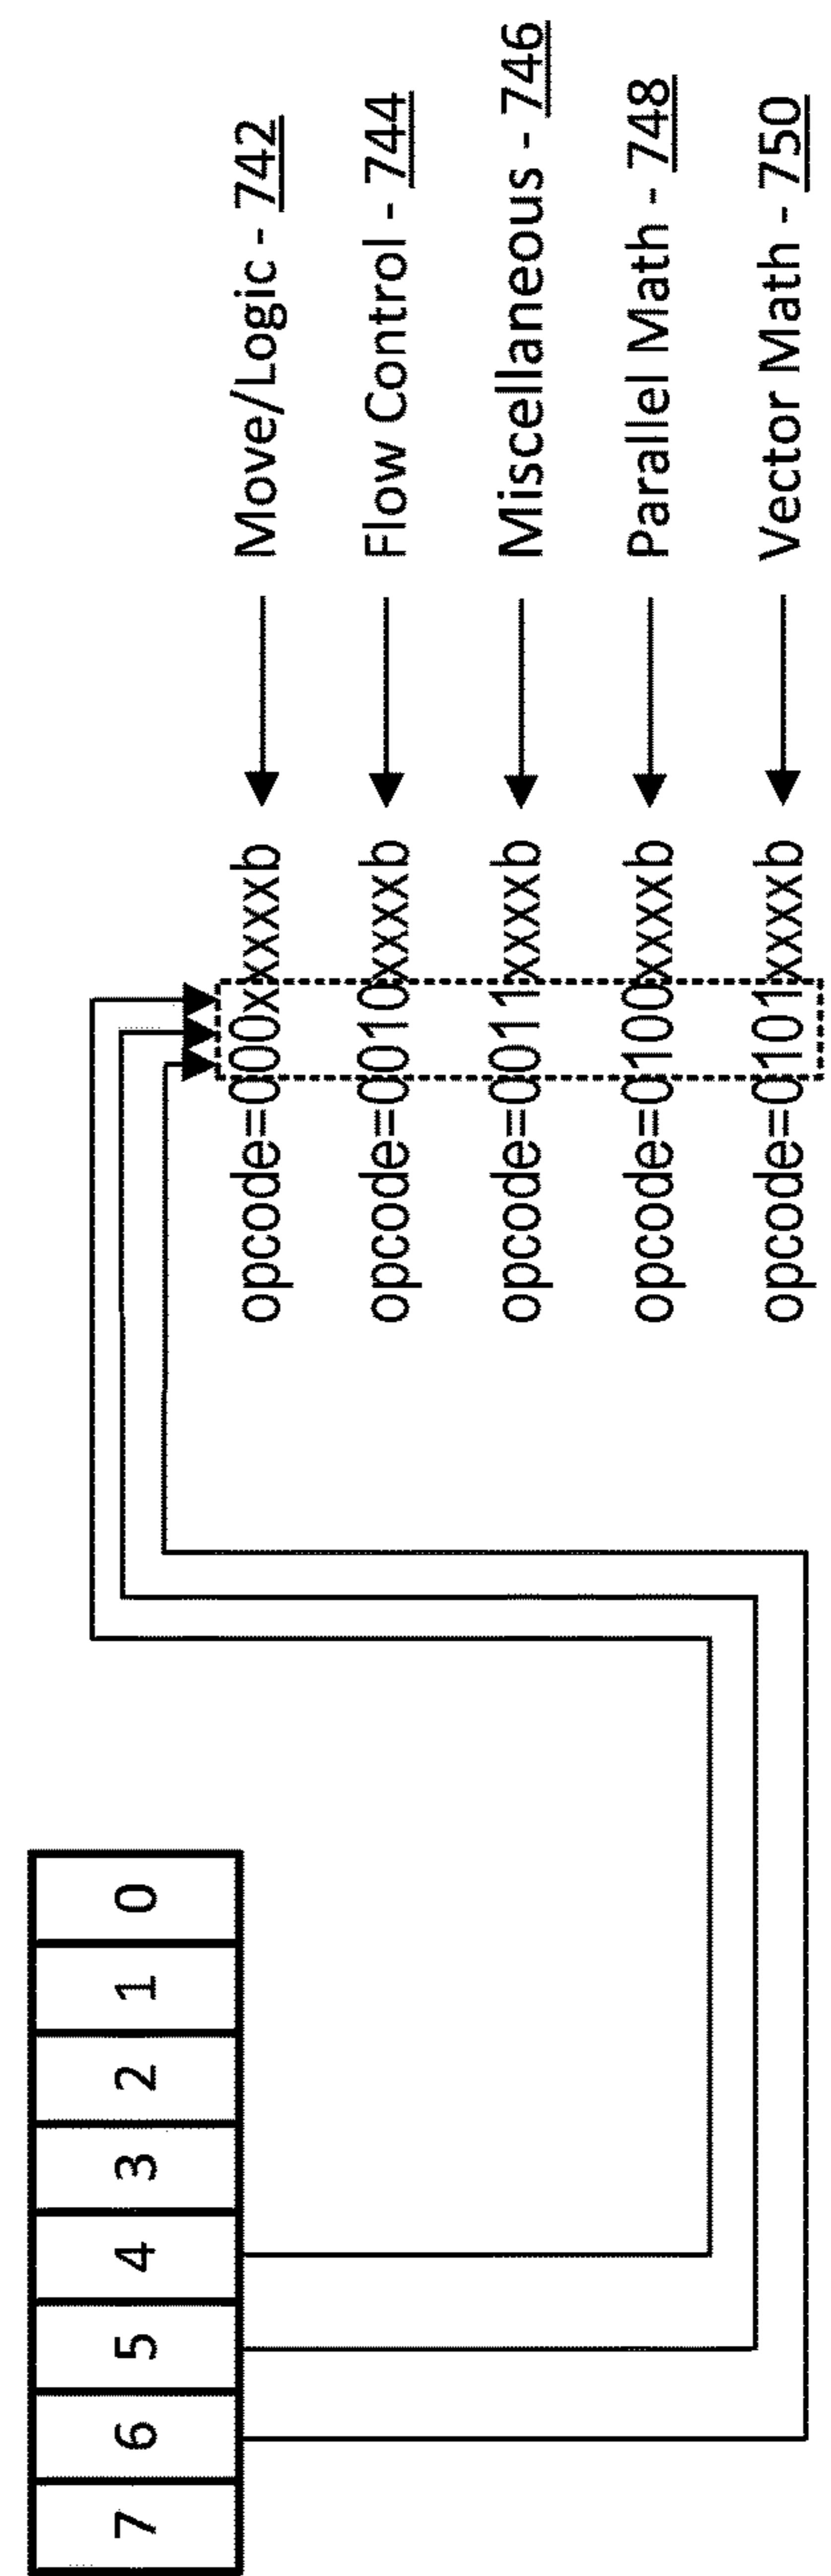 7 6 5 4 3 2 1 0
opcode=000xxxxxb Move/Logic - 742
opcode=0010xxxxb Flow Control - 744
opcode=0011xxxxb Miscellaneous - 746
opcode=0100xxxxb Parallel Math - 748
opcode=0101xxxxb Vector Math - 750